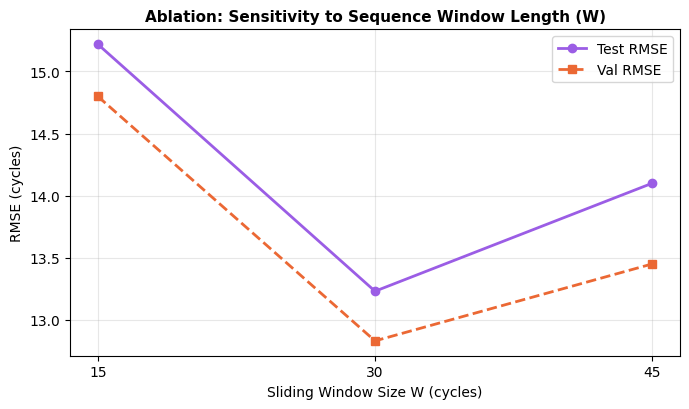 Ablation: Sensitivity to Sequence Window Length (W)
Test RMSE
Val RMSE
RMSE (cycles)
15.0
14.5
14.0
13.5
13.0
15
30
45
Sliding Window Size W (cycles)